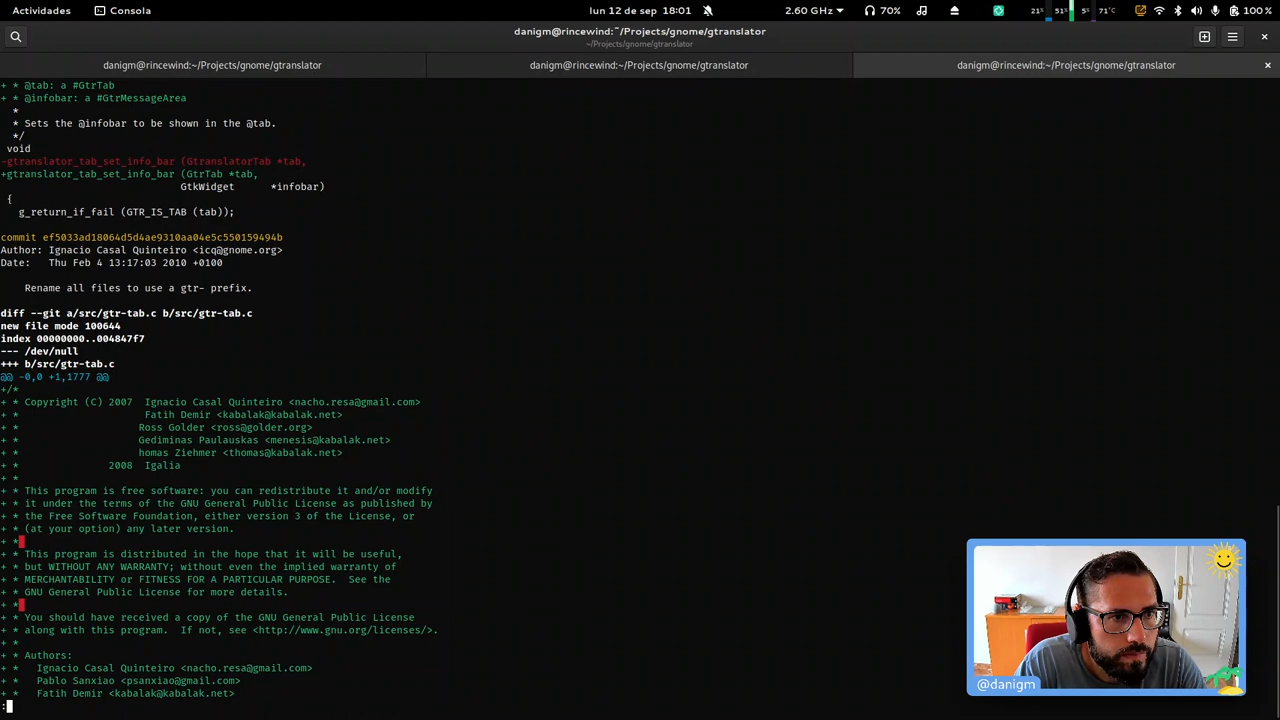 Actividades
Consola
lun 12 de sep 18:01
2.60 GHz
70%
21%
51%
5%
71°C
100 %
danigm@rincewind:~/Projects/gnome/gtranslator
~/Projects/gnome/gtranslator
danigm@rincewind:~/Projects/gnome/gtranslator
danigm@rincewind:~/Projects/gnome/gtranslator
danigm@rincewind:~/Projects/gnome/gtranslator
+ * @tab: a #GtrTab
+ * @infobar: a #GtrMessageArea
*
* Sets the @infobar to be shown in the @tab.
*/
void
-gtranslator_tab_set_info_bar (GtranslatorTab *tab,
+gtranslator_tab_set_info_bar (GtrTab *tab,
GtkWidget *infobar)
{
g_return_if_fail (GTR_IS_TAB (tab));
commit ef5033ad18064d5d4ae9310aa04e5c550159494b
Author: Ignacio Casal Quinteiro <icq@gnome.org>
Date: Thu Feb 4 13:17:03 2010 +0100
Rename all files to use a gtr- prefix.
diff --git a/src/gtr-tab.c b/src/gtr-tab.c
new file mode 100644
index 00000000..004847f7
--- /dev/null
+++ b/src/gtr-tab.c
@@ -0,0 +1,1777 @@
+/*
+ * Copyright (C) 2007 Ignacio Casal Quinteiro <nacho.resa@gmail.com>
+ * Fatih Demir <kabalak@kabalak.net>
+ * Ross Golder <ross@golder.org>
+ * Gediminas Paulauskas <menesis@kabalak.net>
+ * homas Ziehmer <thomas@kabalak.net>
+ * 2008 Igalia
+ *
+ * This program is free software: you can redistribute it and/or modify
+ * it under the terms of the GNU General Public License as published by
+ * the Free Software Foundation, either version 3 of the License, or
+ * (at your option) any later version.
+ *
+ * This program is distributed in the hope that it will be useful,
+ * but WITHOUT ANY WARRANTY; without even the implied warranty of
+ * MERCHANTABILITY or FITNESS FOR A PARTICULAR PURPOSE. See the
+ * GNU General Public License for more details.
+ *
+ * You should have received a copy of the GNU General Public License
+ * along with this program. If not, see <http://www.gnu.org/licenses/>.
+ *
+ * Authors:
+ * Ignacio Casal Quinteiro <nacho.resa@gmail.com>
+ * Pablo Sanxiao <psanxiao@gmail.com>
+ * Fatih Demir <kabalak@kabalak.net>
:
@danigm